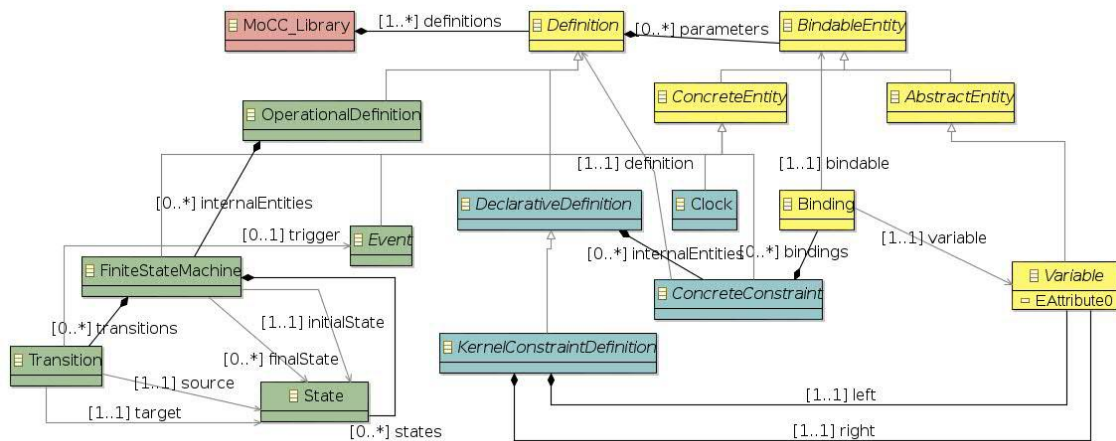 MoCC_Library
[1..*] definitions
Definition
[0..*] parameters
BindableEntity
OperationalDefinition
ConcreteEntity
AbstractEntity
[1..1] definition
[1..1] bindable
[0..*] internalEntities
DeclarativeDefinition
Clock
Binding
[0..1] trigger
Event
[0..*] internalEntities
[0..*] bindings
[1..1] variable
FiniteStateMachine
ConcreteConstraint
Variable
EAttribute0
[0..*] transitions
[1..1] initialState
Transition
[0..*] finalState
KernelConstraintDefinition
[1..1] source
State
[1..1] left
[1..1] target
[0..*] states
[1..1] right